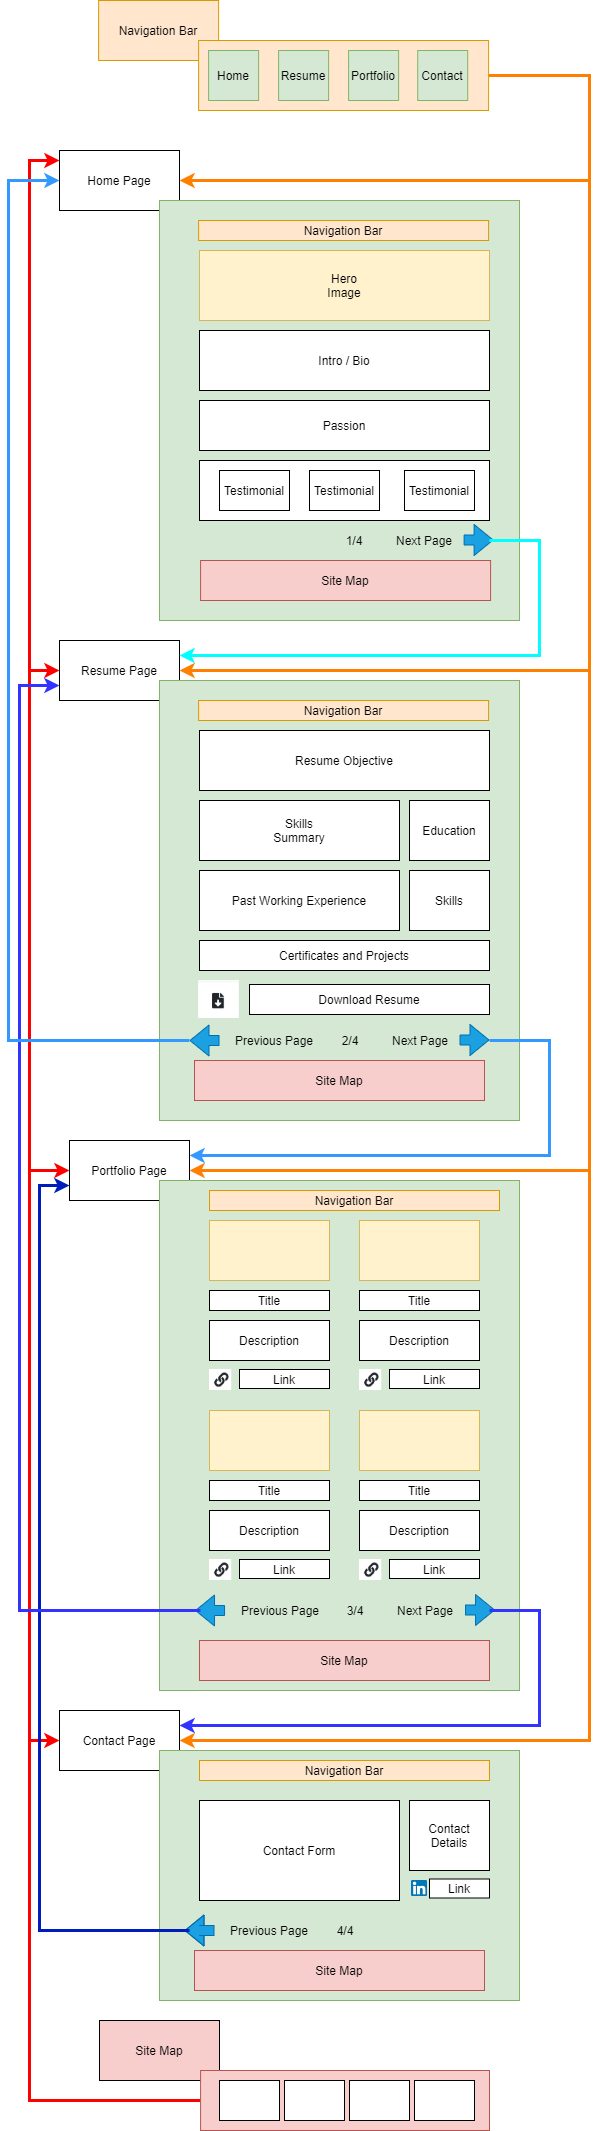 Navigation Bar
Home
Resume
Portfolio
Contact
Home Page
Navigation Bar
Hero
Image
Intro / Bio
Passion
Testimonial
Testimonial
Testimonial
1/4
Next Page
Site Map
Resume Page
Navigation Bar
Resume Objective
Skills
Summary
Education
Past Working Experience
Skills
Certificates and Projects
Download Resume
Previous Page
2/4
Next Page
Site Map
Portfolio Page
Navigation Bar
Title
Title
Description
Description
Link
Link
Title
Title
Description
Description
Link
Link
Previous Page
3/4
Next Page
Site Map
Contact Page
Navigation Bar
Contact Form
Contact
Details
in
Link
Previous Page
4/4
Site Map
Site Map